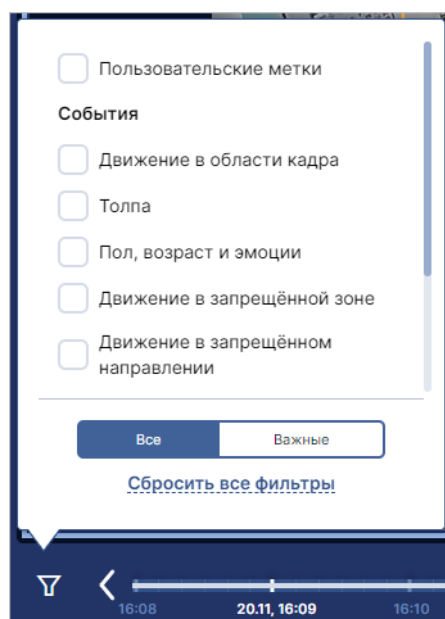 Пользовательские метки
События
Движение в области кадра
Толпа
Пол, возраст и эмоции
Движение в запрещённой зоне
Движение в запрещённом
направлении
Все Важные
Сбросить все фильтры
16:08 20.11, 16:09 16:10